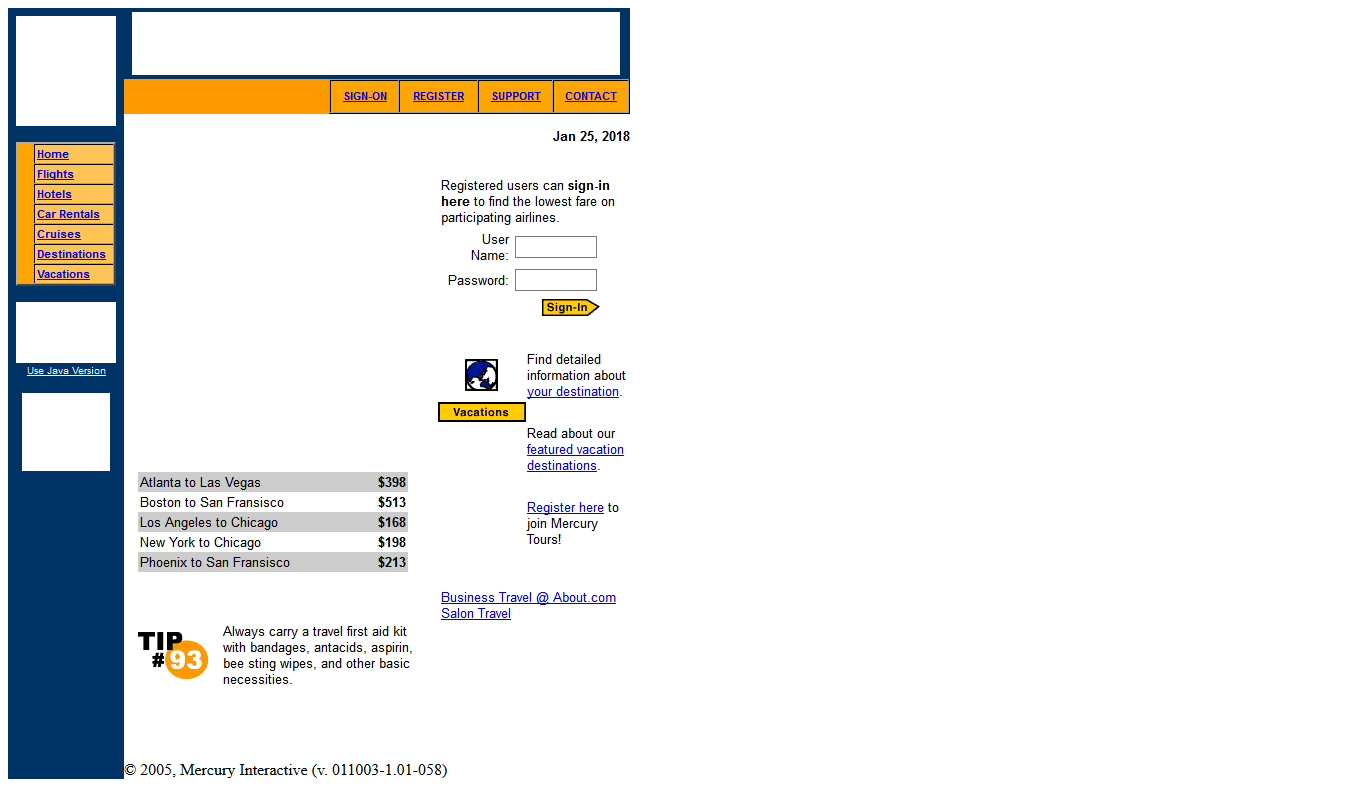 SIGN-ON REGISTER SUPPORT CONTACT
Jan 25, 2018
Home
Flights
Hotels
Car Rentals
Cruises
Destinations
Vacations
Use Java Version
Registered users can sign-in
here to find the lowest fare on
participating airlines.
User
Name:
Password:
Sign-In
Find detailed
information about
your destination.
Vacations
Read about our
featured vacation
destinations.
Register here to
join Mercury
Tours!
Atlanta to Las Vegas $398
Boston to San Fransisco $513
Los Angeles to Chicago $168
New York to Chicago $198
Phoenix to San Fransisco $213
Business Travel @ About.com
Salon Travel
TIP
#93
Always carry a travel first aid kit
with bandages, antacids, aspirin,
bee sting wipes, and other basic
necessities.
© 2005, Mercury Interactive (v. 011003-1.01-058)